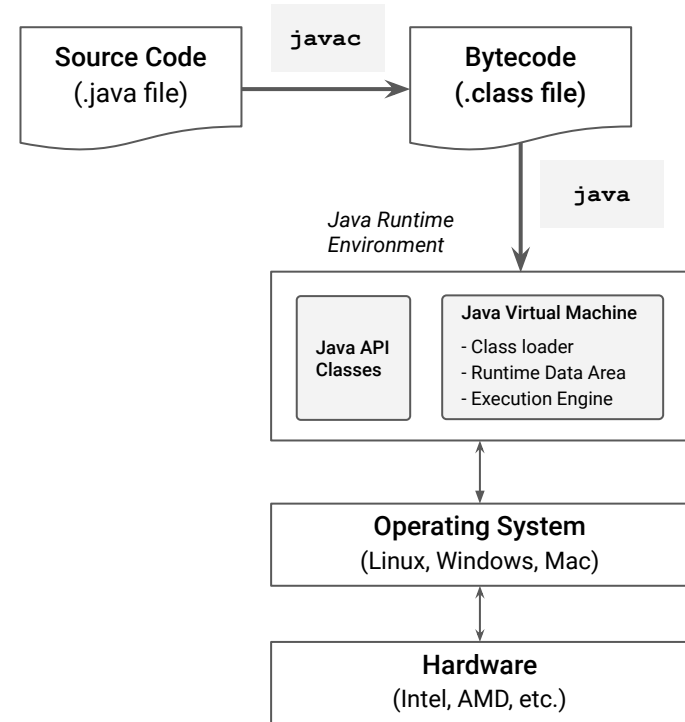 javac
Source Code
(.java file)
Bytecode
(.class file)
java
Java Runtime
Environment
Java API
Classes
Java Virtual Machine
- Class loader
- Runtime Data Area
- Execution Engine
Operating System
(Linux, Windows, Mac)
Hardware
(Intel, AMD, etc.)